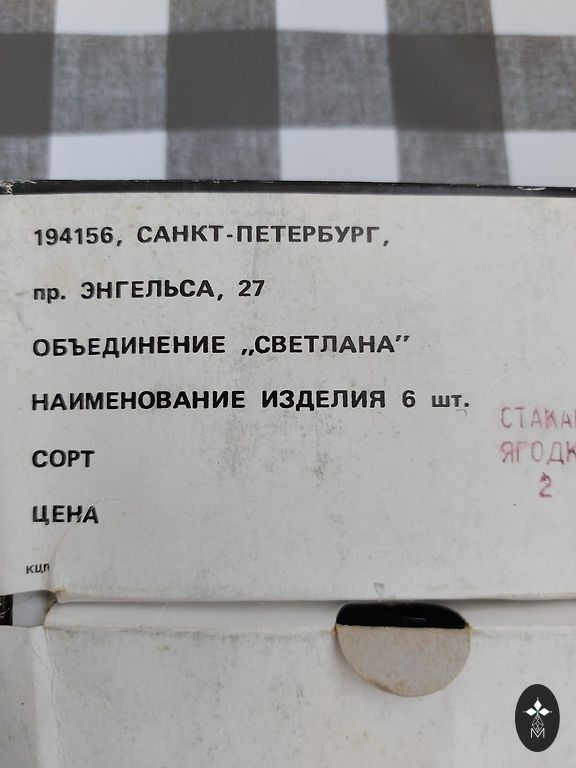 194156, САНКТ-ПЕТЕРБУРГ,
пр. ЭНГЕЛЬСА, 27
ОБЪЕДИНЕНИЕ „СВЕТЛАНА”
НАИМЕНОВАНИЕ ИЗДЕЛИЯ 6 шт.
СОРТ
ЦЕНА
2
М